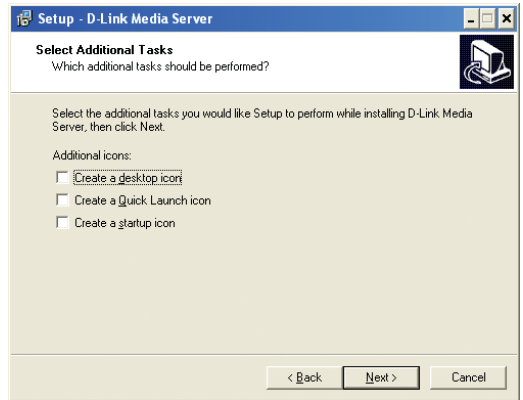 Setup - D-Link Media Server
Select Additional Tasks
Which additional tasks should be performed?
Select the additional tasks you would like Setup to perform while installing D-Link Media
Server, then click Next.
Additional icons:
Create a desktop icon
Create a Quick Launch icon
Create a startup icon
< Back
Next >
Cancel